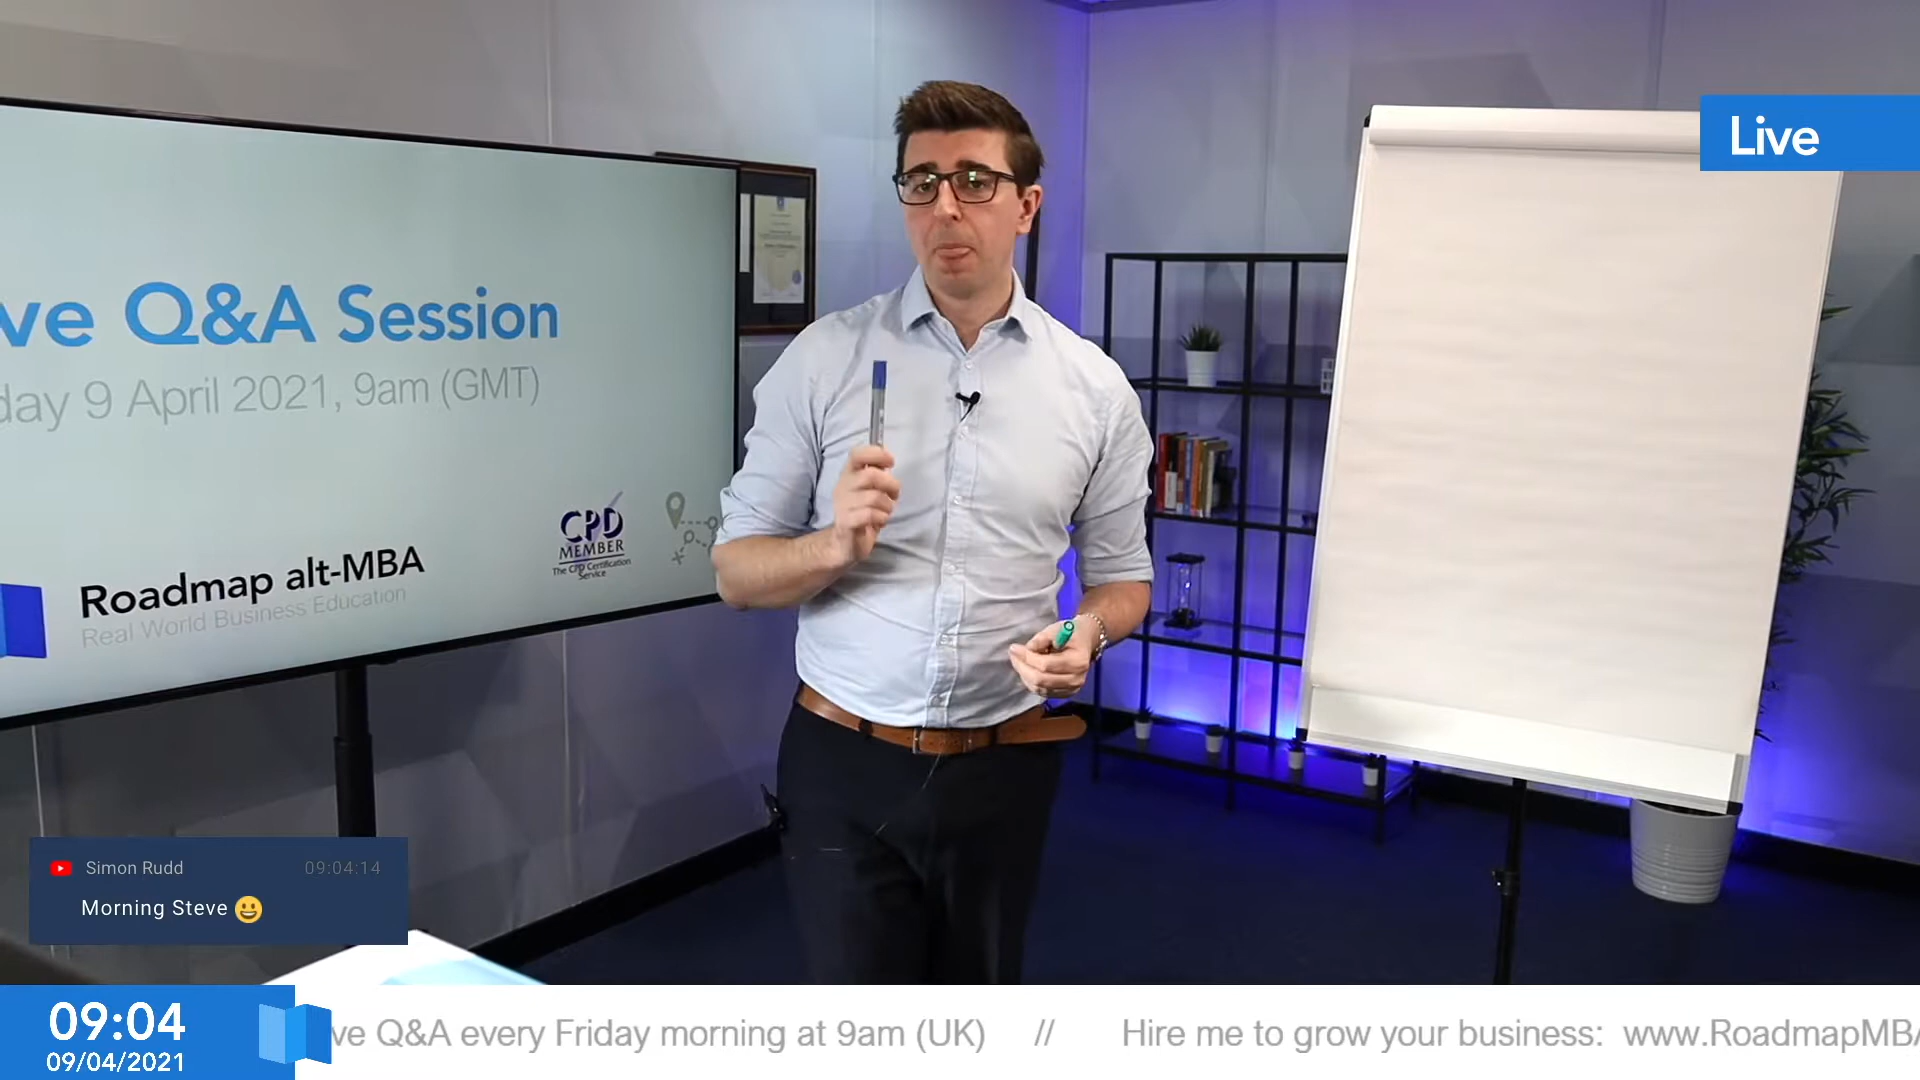 Live
ve Q&A Session
day 9 April 2021, 9am (GMT)
CPD
MEMBER
The CPD Certification
Service
Roadmap alt-MBA
Real World Business Education
Simon Rudd
09:04:14
Morning Steve 😀
09:04
09/04/2021
ve Q&A every Friday morning at 9am (UK) // Hire me to grow your business: www.RoadmapMBA